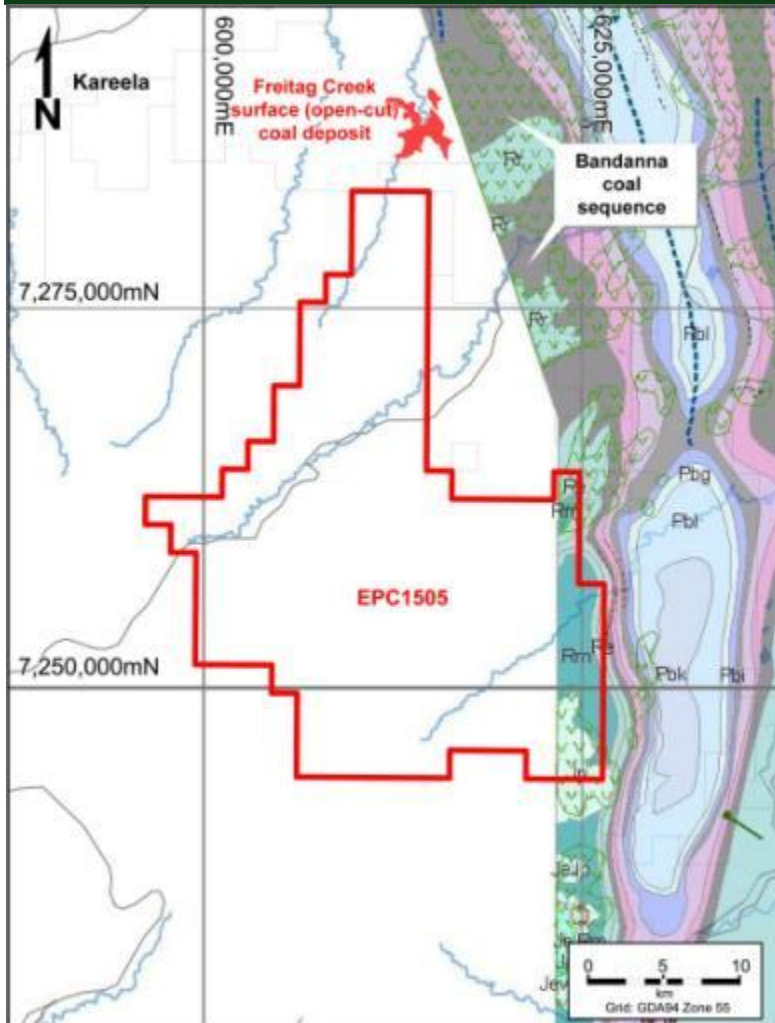 N
Kareela
600,000mE
Freitag Creek
surface (open-cut)
coal deposit
625,000mE
Rr
Bandanna
coal
sequence
Rr
7,275,000mN
Rr
Pbl
Pbg
Pbl
Re
Rm
EPC1505
Rm
Re
7,250,000mN
Pbk
Pbi
Jp
0 5 10
km
Grid: GDA94 Zone 55